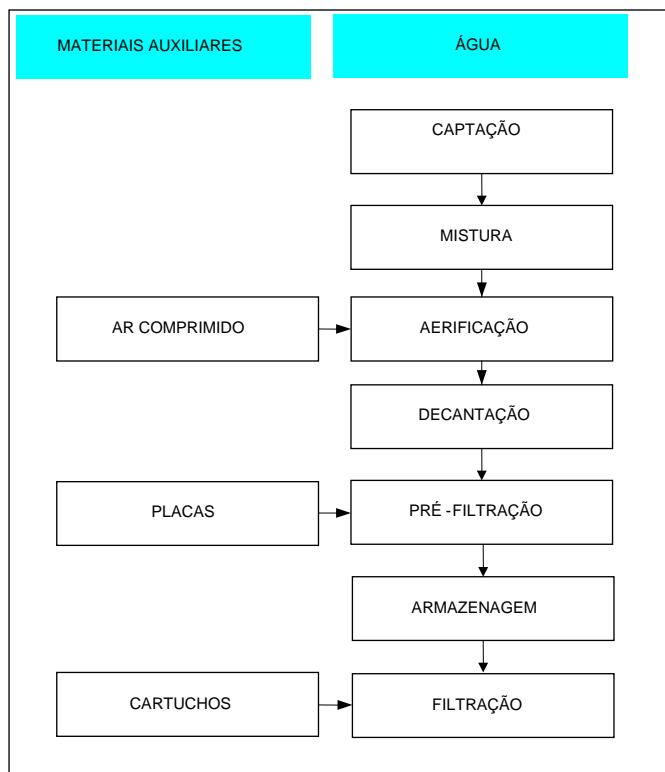 MATERIAIS AUXILIARES
ÁGUA
CAPTAÇÃO
MISTURA
AR COMPRIMIDO
AERIFICAÇÃO
DECANTAÇÃO
PLACAS
PRÉ -FILTRAÇÃO
ARMAZENAGEM
CARTUCHOS
FILTRAÇÃO